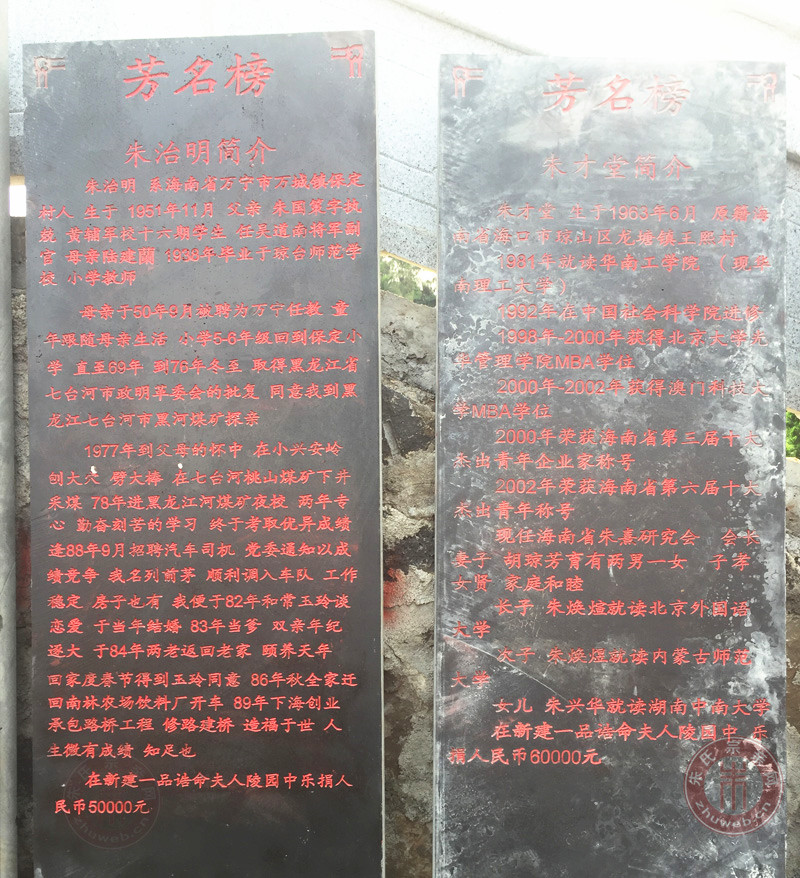 芳名榜
朱治明简介
朱治明 系海南省万宁市万城镇保定
村人 生于 1951年11月 父亲 朱国策字执
兢 黄辅军校十六期学生 任吴道南将军副
官 母亲陈建蘭 1938年毕业于琼台师范学
校 小学教师
母亲于50年9月被聘为万宁任教 童
年跟随母亲生活 小学5-6年级回到保定小
学 直至69年 到76年冬至 取得黑龙江省
七台河市政明革委会的批复 同意我到黑
龙江七台河市黑河煤矿探亲
1977年到父母的怀中 在小兴安岭
刨大穴 劈大棒 在七台河桃山煤矿下井
采煤 78年进黑龙江河煤矿夜校 两年专
心 勤奋刻苦的学习 终于考取优异成绩
逢88年9月招聘汽车司机 党委通知以成
绩竞争 我名列前茅 顺利调入车队 工作
稳定 房子也有 我便于82年和常玉玲谈
恋爱 于当年结婚 83年当爹 双亲年纪
逐大 于84年两老返回老家 颐养天年
回家度春节得到玉玲同意 86年秋全家迁
回南林农场饮料厂开车 89年下海创业
承包路桥工程 修路建桥 造福于世 人
生微有成绩 知足也
在新建一品诰命夫人陵园中乐捐人
民币50000元
芳名榜
朱才堂简介
朱才堂 生于1963年6月 原籍海
南省海口市琼山区龙塘镇王熙村
1981年就读华南工学院 （现华
南理工大学）
1992年在中国社会科学院进修
1998年-2000年获得北京大学光
华管理学院MBA学位
2000年-2002年获得澳门科技大
学MBA学位
2000年荣获海南省第三届十大
杰出青年企业家称号
2002年荣获海南省第六届十大
杰出青年称号
现任海南省朱熹研究会 会长
妻子 胡琼芳育有两男一女 子孝
女贤 家庭和睦
长子 朱焕煊就读北京外国语
大学
次子 朱焕煊就读内蒙古师范
大学
女儿 朱兴华就读湖南中南大学
在新建一品诰命夫人陵园中 乐
捐人民币60000元
朱氏宗亲网
zhuweb.cn